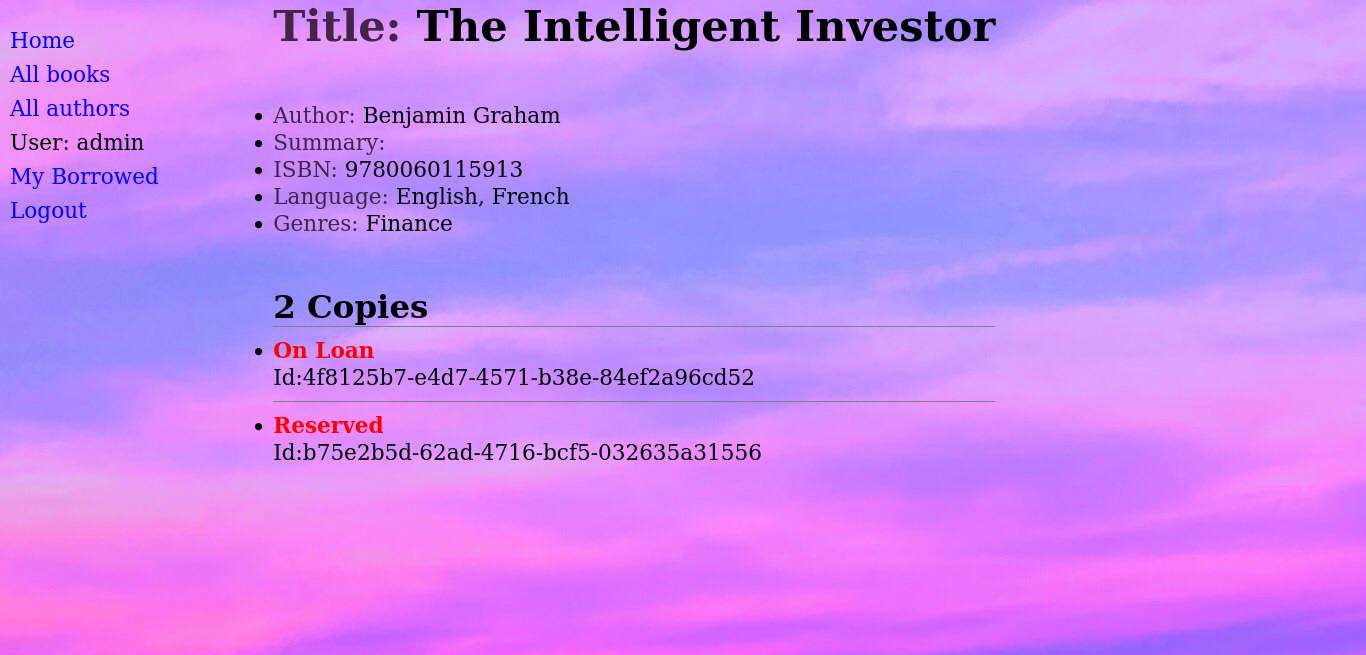 Home
All books
All authors
User: admin
My Borrowed
Logout
Title: The Intelligent Investor
Author: Benjamin Graham
Summary:
ISBN: 9780060115913
Language: English, French
Genres: Finance
2 Copies
On Loan
Id:4f8125b7-e4d7-4571-b38e-84ef2a96cd52
Reserved
Id:b75e2b5d-62ad-4716-bcf5-032635a31556